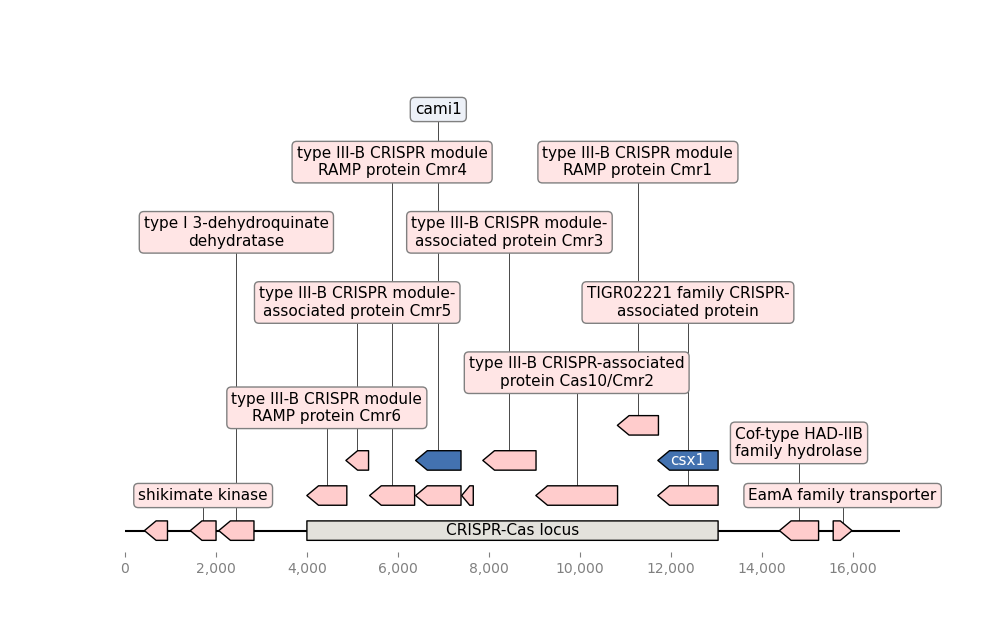 cami1
type III-B CRISPR module
RAMP protein Cmr4
type III-B CRISPR module
RAMP protein Cmr1
type I 3-dehydroquinate
dehydratase
type III-B CRISPR module-
associated protein Cmr3
type III-B CRISPR module-
associated protein Cmr5
TIGR02221 family CRISPR-
associated protein
type III-B CRISPR-associated
protein Cas10/Cmr2
type III-B CRISPR module
RAMP protein Cmr6
Cof-type HAD-IIB
family hydrolase
csx1
shikimate kinase
EamA family transporter
CRISPR-Cas locus
0 2,000 4,000 6,000 8,000 10,000 12,000 14,000 16,000